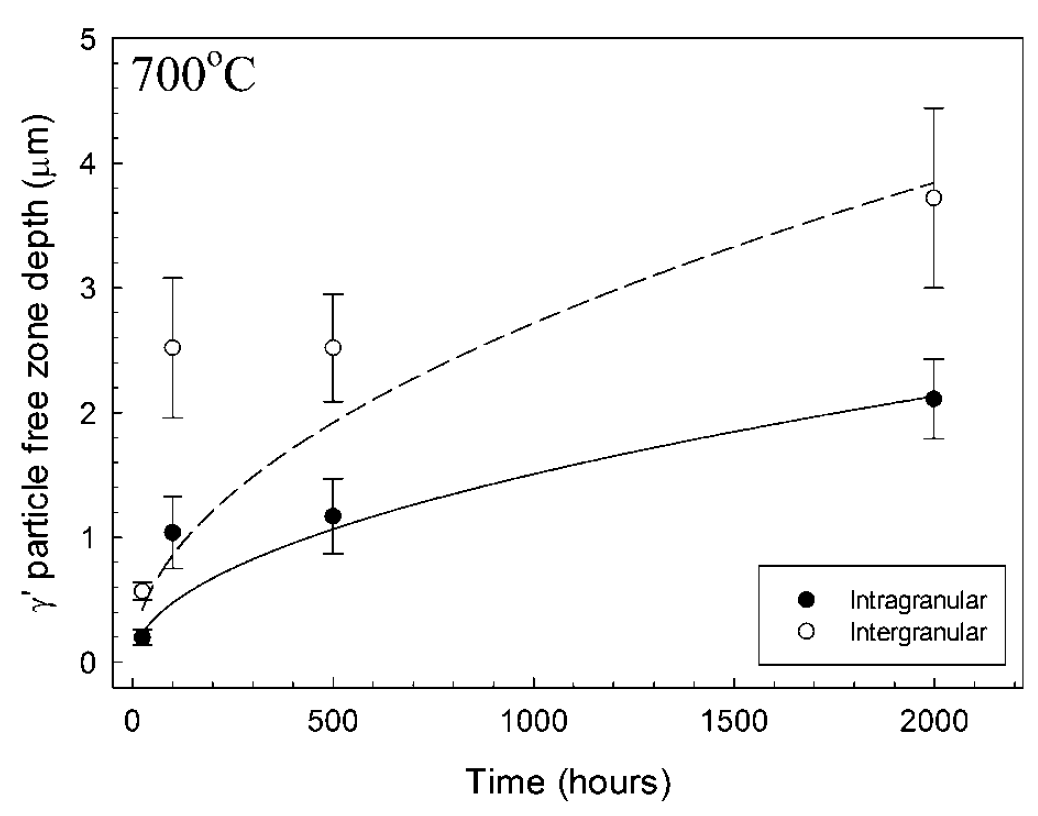 700°C
5
4
3
2
1
0
γ' particle free zone depth (μm)
0 500 1000 1500 2000
Time (hours)
Intragranular
Intergranular